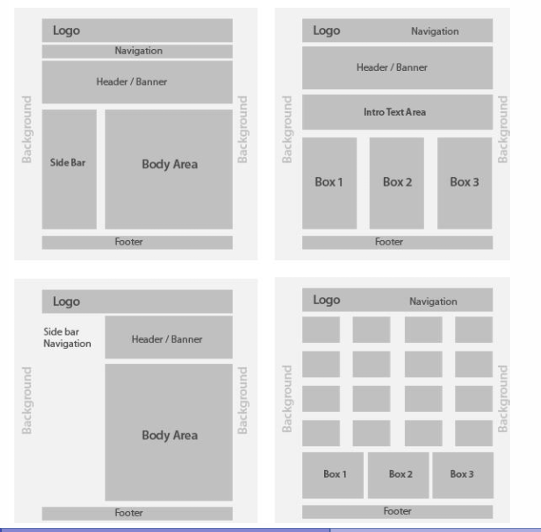 Logo
Navigation
Header / Banner
Side Bar
Body Area
Footer
Background
Background
Logo
Navigation
Header / Banner
Intro Text Area
Box 1
Box 2
Box 3
Footer
Background
Background
Logo
Side bar
Navigation
Header / Banner
Body Area
Footer
Background
Background
Logo
Navigation
Box 1
Box 2
Box 3
Footer
Background
Background